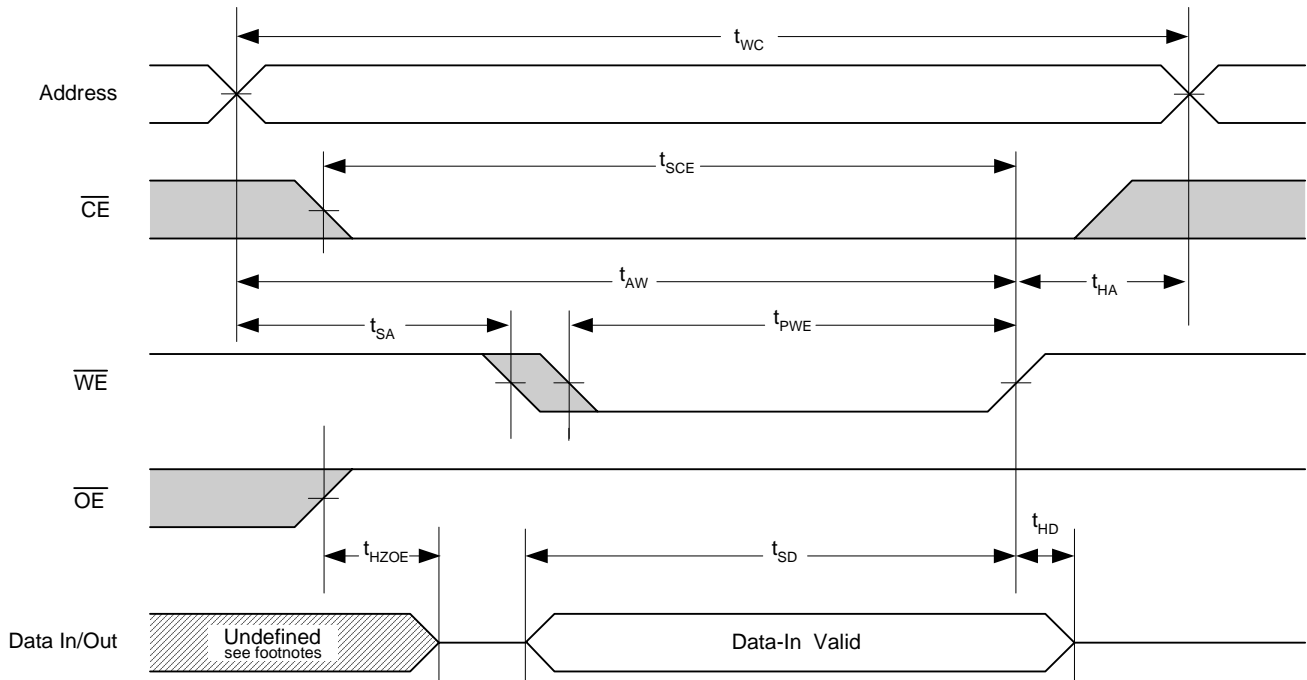 tWC
Address
tSCE
CE
tAW
tHA
tSA
tPWE
WE
OE
tHZOE
tSD
tHD
Data In/Out
Undefined
see footnotes
Data-In Valid